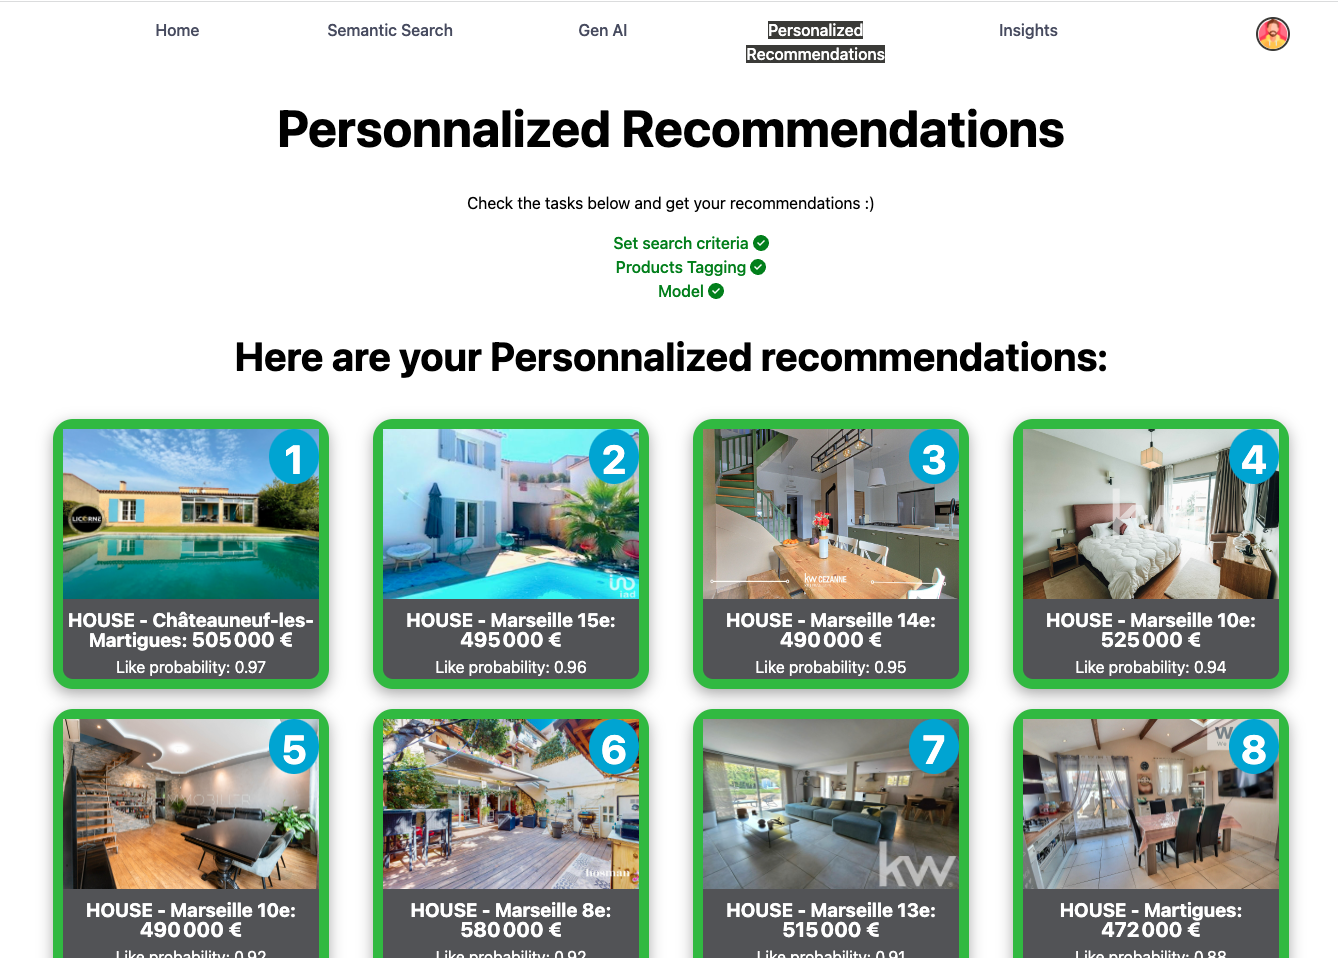 Home
Semantic Search
Gen AI
Personalized
Recommendations
Insights
Personnalized Recommendations
Check the tasks below and get your recommendations :)
Set search criteria
Products Tagging
Model
Here are your Personnalized recommendations:
1
LICORNE
HOUSE - Châteauneuf-les-
Martigues: 505 000 €
Like probability: 0.97
2
iad
HOUSE - Marseille 15e:
495 000 €
Like probability: 0.96
3
kw CEZANNE
HOUSE - Marseille 14e:
490 000 €
Like probability: 0.95
4
kw
HOUSE - Marseille 10e:
525 000 €
Like probability: 0.94
5
HOUSE - Marseille 10e:
490 000 €
Like probability: 0.92
6
hosman
HOUSE - Marseille 8e:
580 000 €
Like probability: 0.92
7
kw
HOUSE - Marseille 13e:
515 000 €
Like probability: 0.91
8
HOUSE - Martigues:
472 000 €
Like probability: 0.88